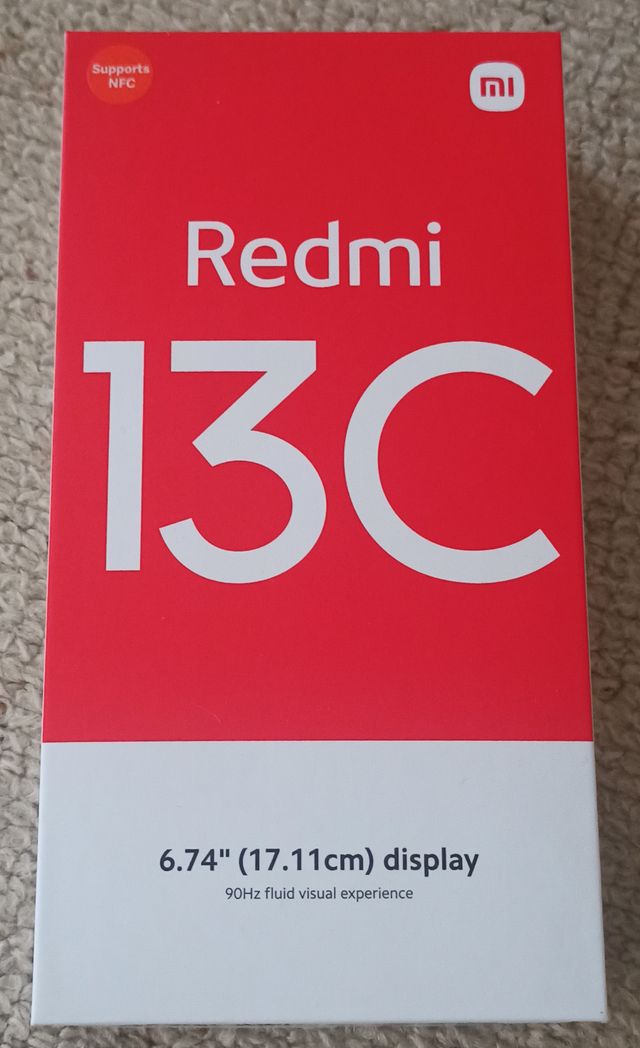 Supports
NFC
mi
Redmi
13C
6.74" (17.11cm) display
90Hz fluid visual experience